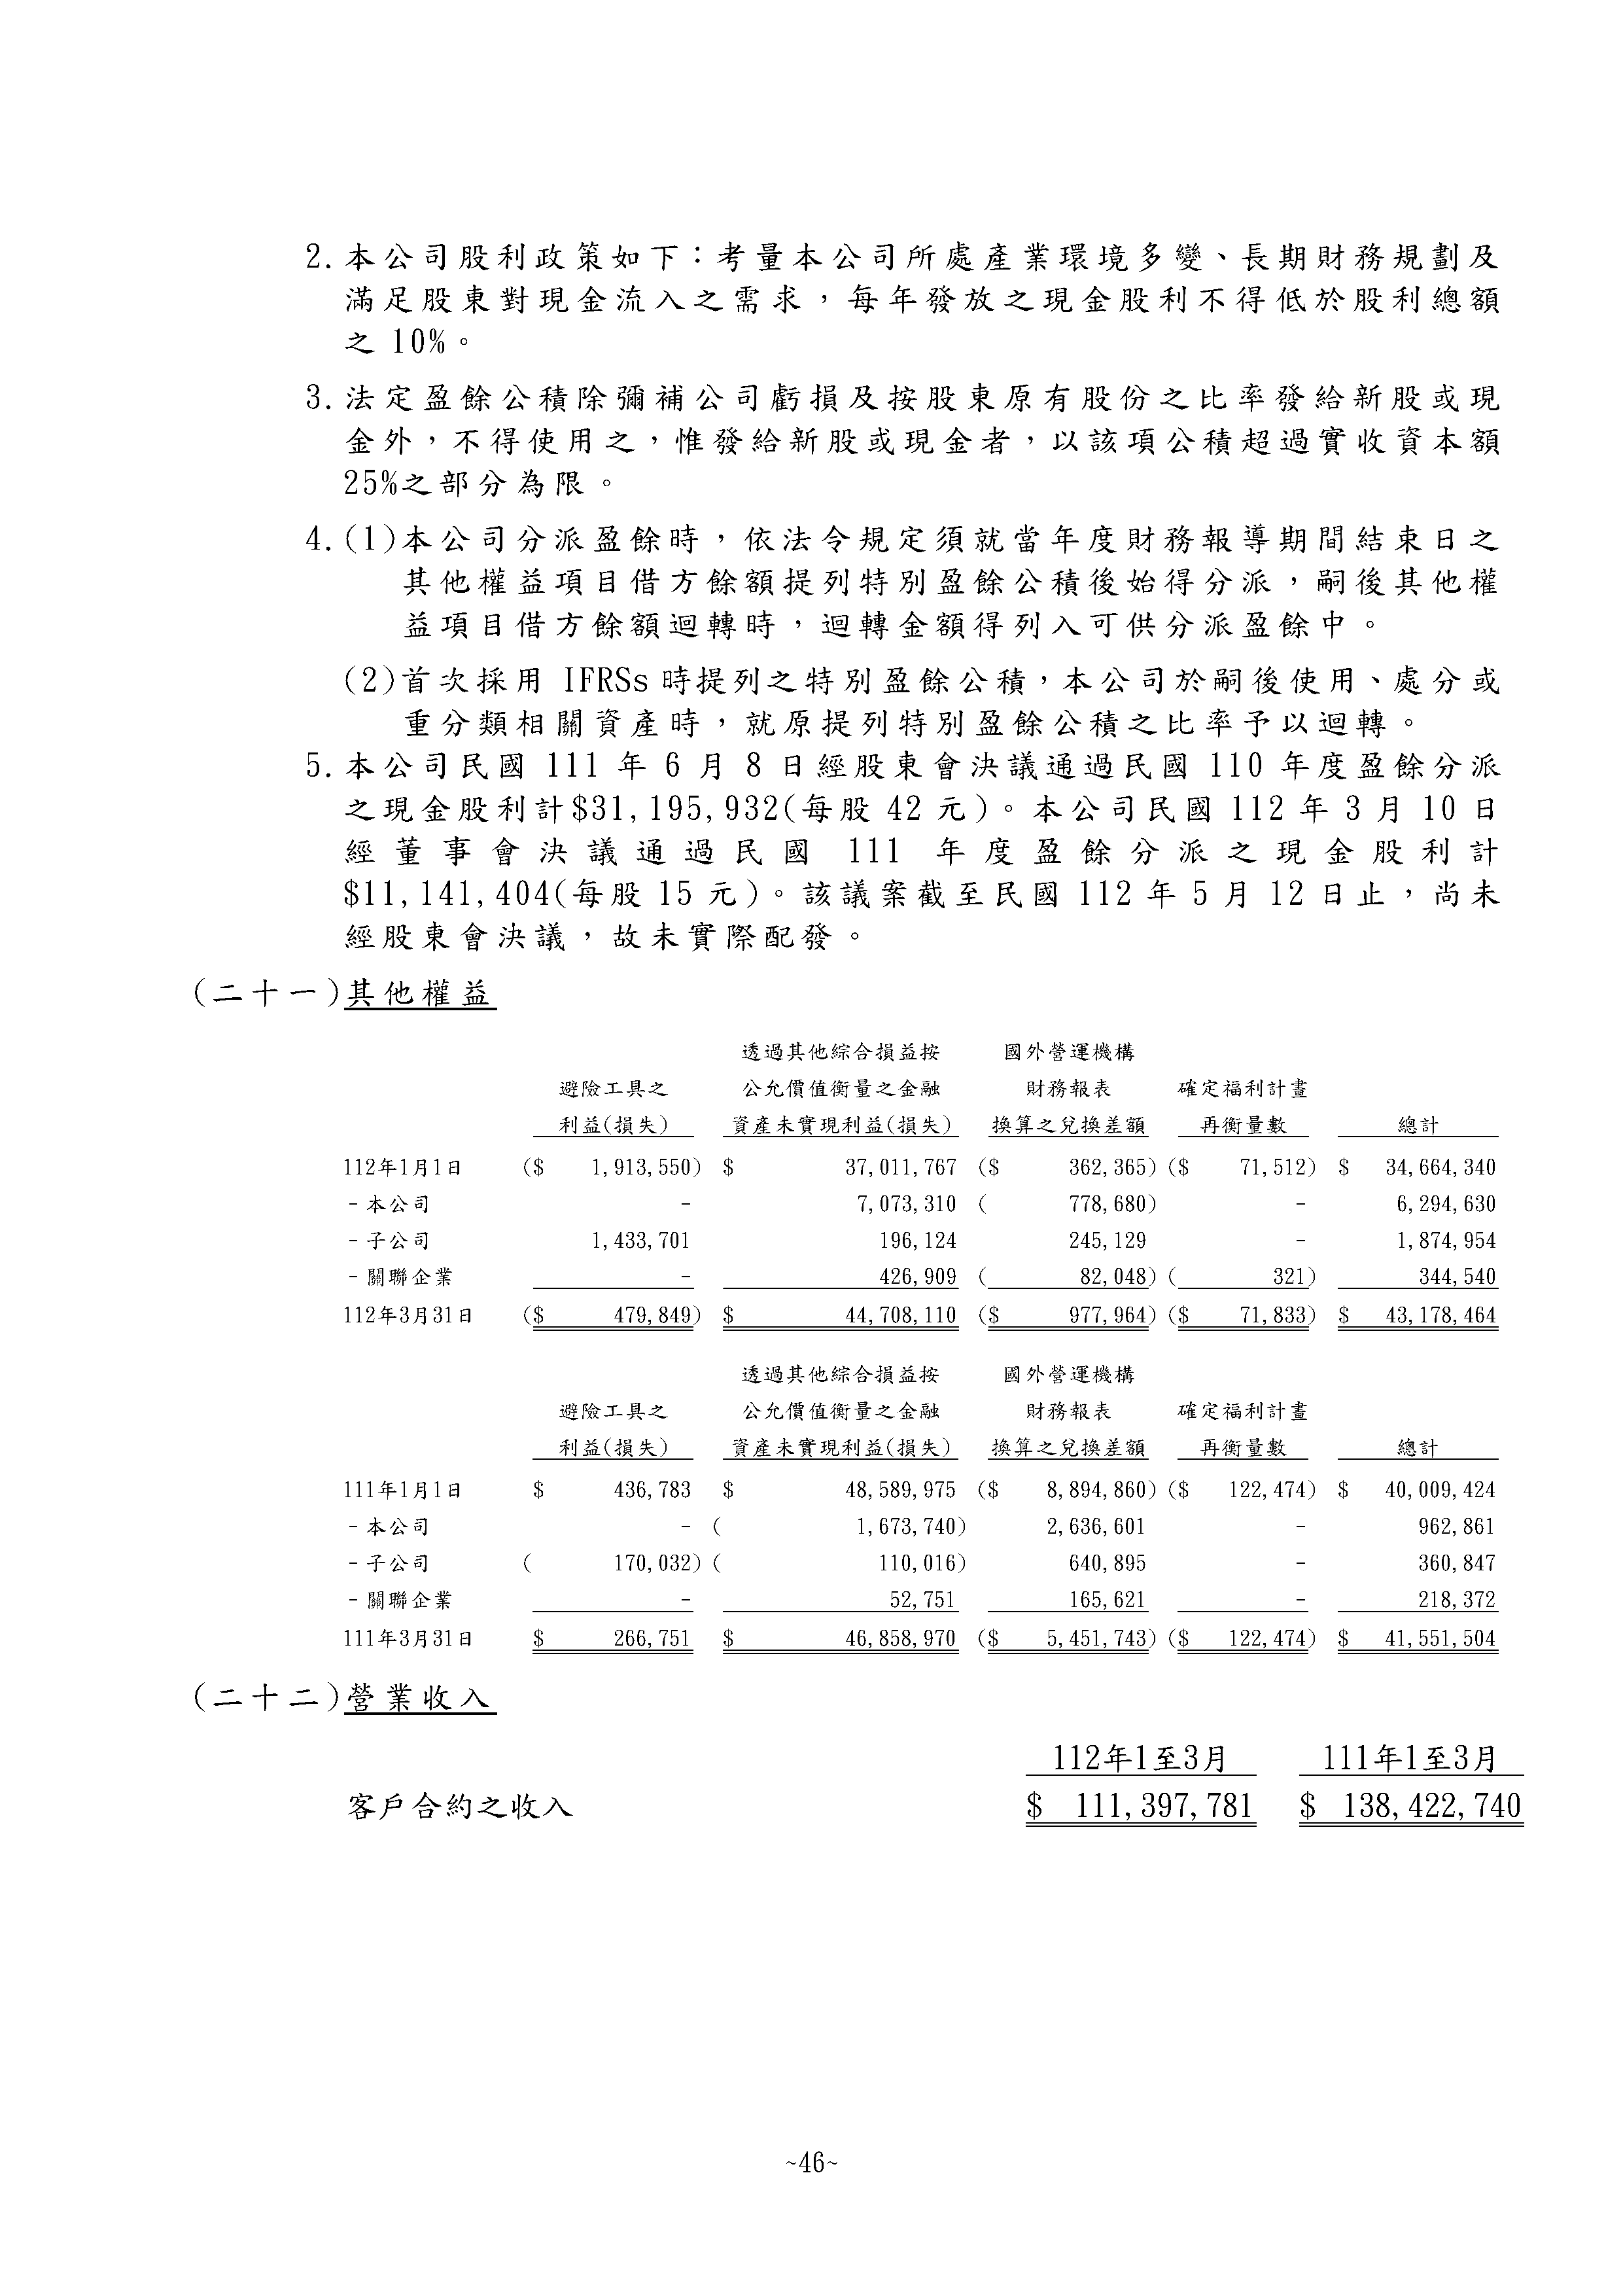 2.本公司股利政策如下：考量本公司所處產業環境多變、長期財務規劃及
滿足股東對現金流入之需求，每年發放之現金股利不得低於股利總額
之 10%。
3.法定盈餘公積除彌補公司虧損及按股東原有股份之比率發給新股或現
金外，不得使用之，惟發給新股或現金者，以該項公積超過實收資本額
25%之部分為限。
4.(1)本公司分派盈餘時，依法令規定須就當年度財務報導期間結束日之
其他權益項目借方餘額提列特別盈餘公積後始得分派，嗣後其他權
益項目借方餘額迴轉時，迴轉金額得列入可供分派盈餘中。
(2)首次採用 IFRSs 時提列之特別盈餘公積，本公司於嗣後使用、處分或
重分類相關資產時，就原提列特別盈餘公積之比率予以迴轉。
5.本公司民國 111 年 6 月 8 日經股東會決議通過民國 110 年度盈餘分派
之現金股利計$31,195,932(每股 42 元)。本公司民國 112 年 3 月 10 日
經董事會決議通過民國 111 年度盈餘分派之現金股利計
$11,141,404(每股 15 元)。該議案截至民國 112 年 5 月 12 日止，尚未
經股東會決議，故未實際配發。
(二十一)其他權益
透過其他綜合損益按 國外營運機構
避險工具之 公允價值衡量之金融 財務報表 確定福利計畫
利益(損失) 資產未實現利益(損失) 換算之兌換差額 再衡量數 總計
112年1月1日 ($ 1,913,550) $ 37,011,767 ($ 362,365) ($ 71,512) $ 34,664,340
-本公司 - 7,073,310 ( 778,680) - 6,294,630
-子公司 1,433,701 196,124 245,129 - 1,874,954
-關聯企業 - 426,909 ( 82,048) ( 321) 344,540
112年3月31日 ($ 479,849) $ 44,708,110 ($ 977,964) ($ 71,833) $ 43,178,464
透過其他綜合損益按 國外營運機構
避險工具之 公允價值衡量之金融 財務報表 確定福利計畫
利益(損失) 資產未實現利益(損失) 換算之兌換差額 再衡量數 總計
111年1月1日 $ 436,783 $ 48,589,975 ($ 8,894,860) ($ 122,474) $ 40,009,424
-本公司 - ( 1,673,740) 2,636,601 - 962,861
-子公司 ( 170,032) ( 110,016) 640,895 - 360,847
-關聯企業 - 52,751 165,621 - 218,372
111年3月31日 $ 266,751 $ 46,858,970 ($ 5,451,743) ($ 122,474) $ 41,551,504
(二十二)營業收入
112年1至3月 111年1至3月
客戶合約之收入 $ 111,397,781 $ 138,422,740
~46~